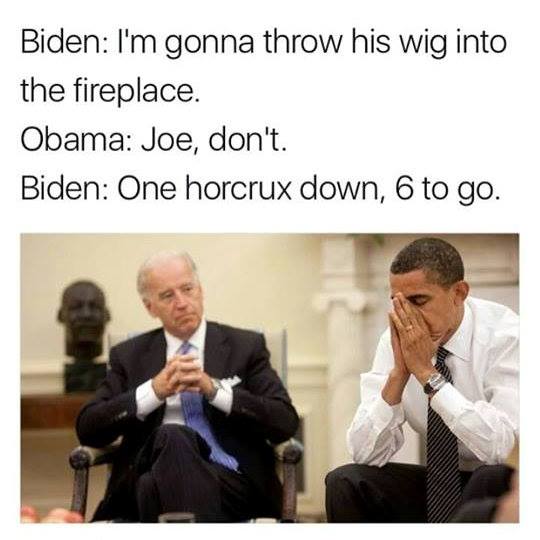 Biden: I'm gonna throw his wig into
the fireplace.
Obama: Joe, don't.
Biden: One horcrux down, 6 to go.